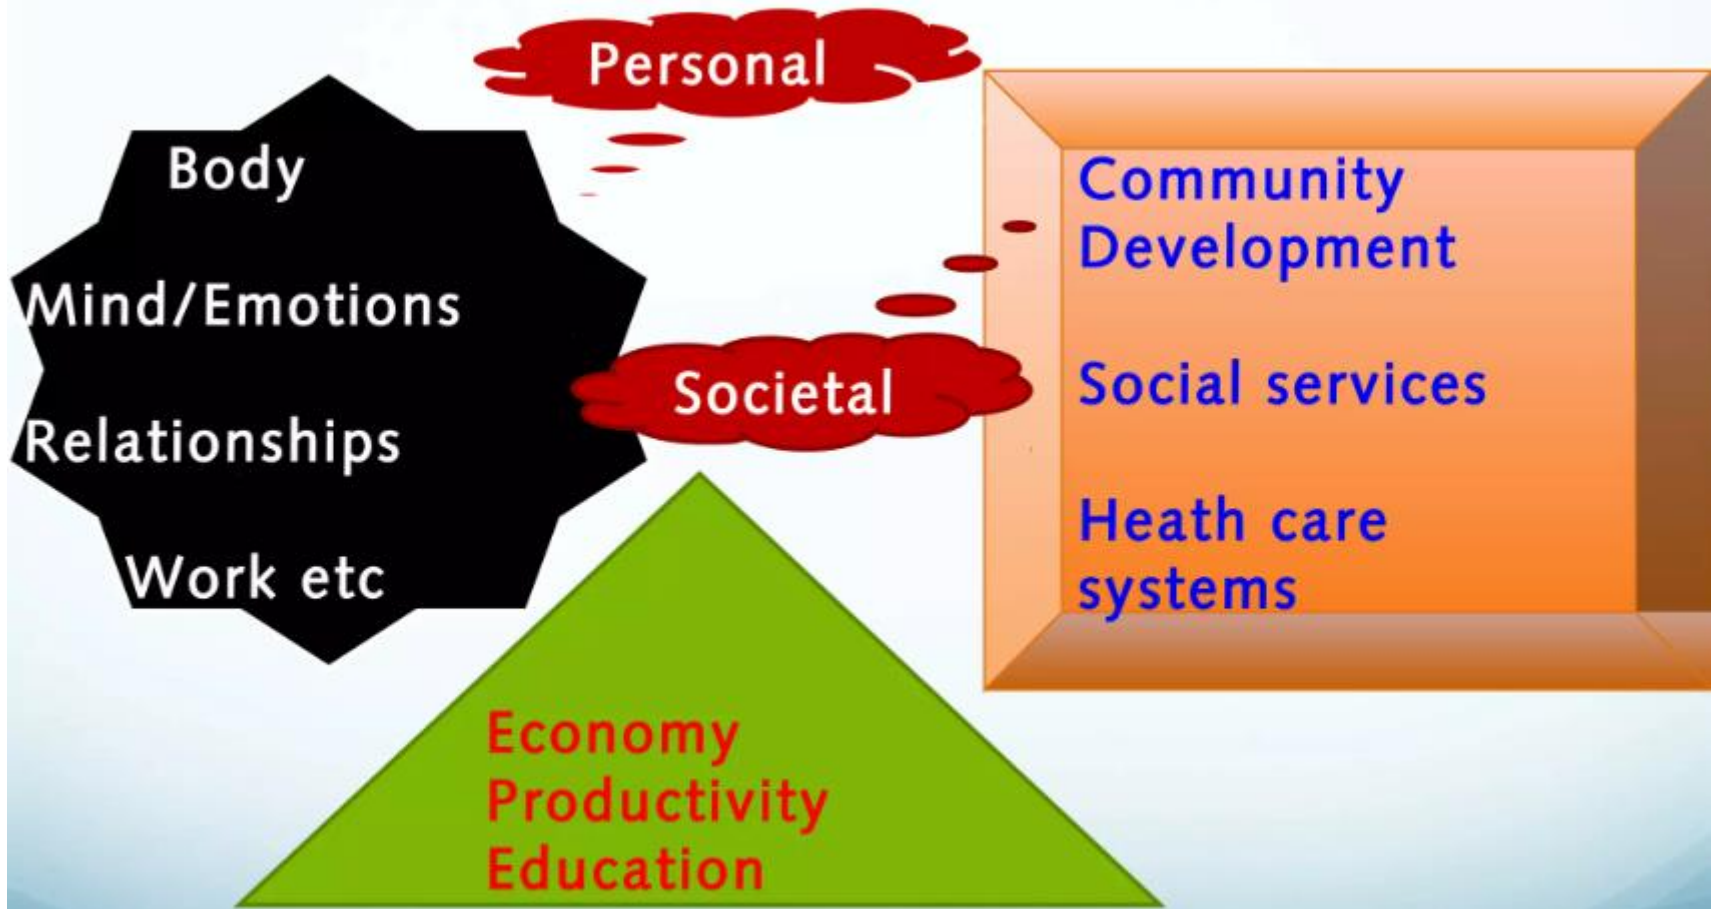 Personal
Body
Mind/Emotions
Relationships
Work etc
Societal
Community
Development
Social services
Heath care
systems
Economy
Productivity
Education